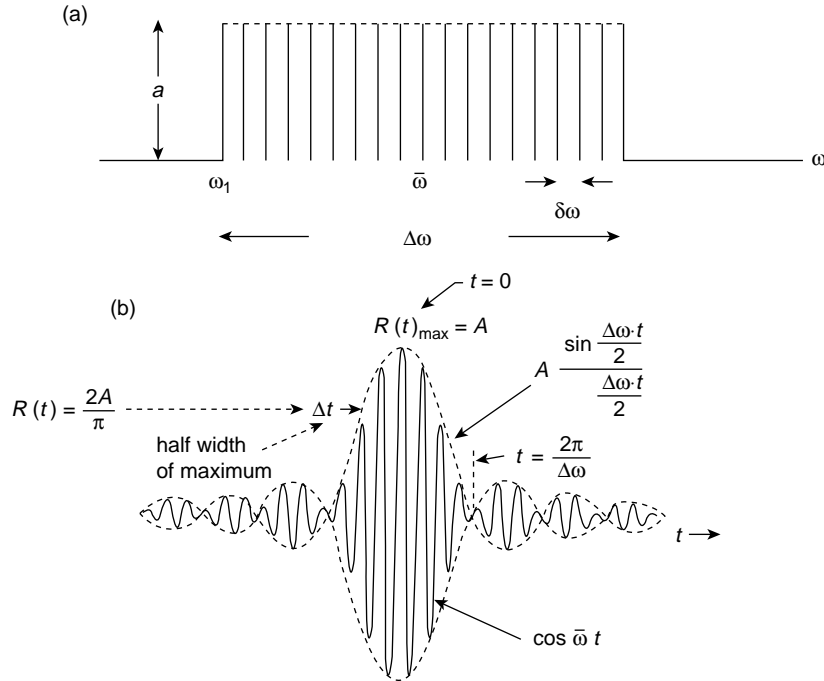 (a)
a
ω
ω₁
ω̄
δω
Δω
(b)
t = 0
R (t)max = A
A sin Δω·t/2 / Δω·t/2
R (t) = 2A/π
Δt
half width
of maximum
t = 2π/Δω
t
cos ω̄ t